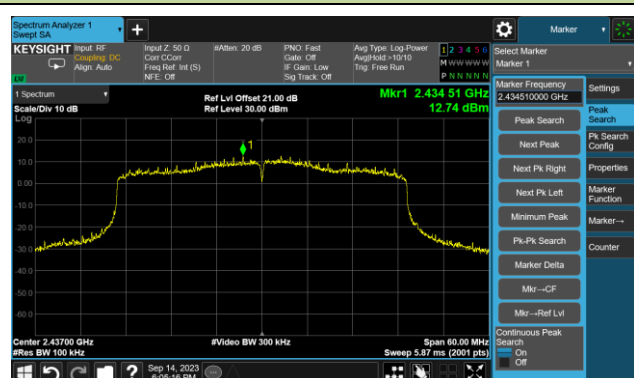 Spectrum Analyzer 1
Swept SA
Marker
KEYSIGHT
Input: RF
Coupling: DC
Align: Auto
Input Z: 50 Ω
Corr CCorr
Freq Ref: Int (S)
NFE: Off
#Atten: 20 dB
PNO: Fast
Gate: Off
IF Gain: Low
Sig Track: Off
Avg Type: Log-Power
Avg|Hold:>10/10
Trig: Free Run
1 2 3 4 5 6
M W W W W W
P N N N N N
Select Marker
Marker 1
1 Spectrum
Scale/Div 10 dB
Log
Ref Lvl Offset 21.00 dB
Ref Level 30.00 dBm
Mkr1 2.434 51 GHz
12.74 dBm
1
20.0
10.0
0.00
-10.0
-20.0
-30.0
-40.0
-50.0
-60.0
Center 2.43700 GHz
#Res BW 100 kHz
#Video BW 300 kHz
Span 60.00 MHz
Sweep 5.87 ms (2001 pts)
Marker Frequency
2.434510000 GHz
Peak Search
Next Peak
Next Pk Right
Next Pk Left
Minimum Peak
Pk-Pk Search
Marker Delta
Mkr→CF
Mkr→Ref Lvl
Continuous Peak
Search
On
Off
Settings
Peak
Search
Pk Search
Config
Properties
Marker
Function
Marker→
Counter
Sep 14, 2023
6:05:16 PM